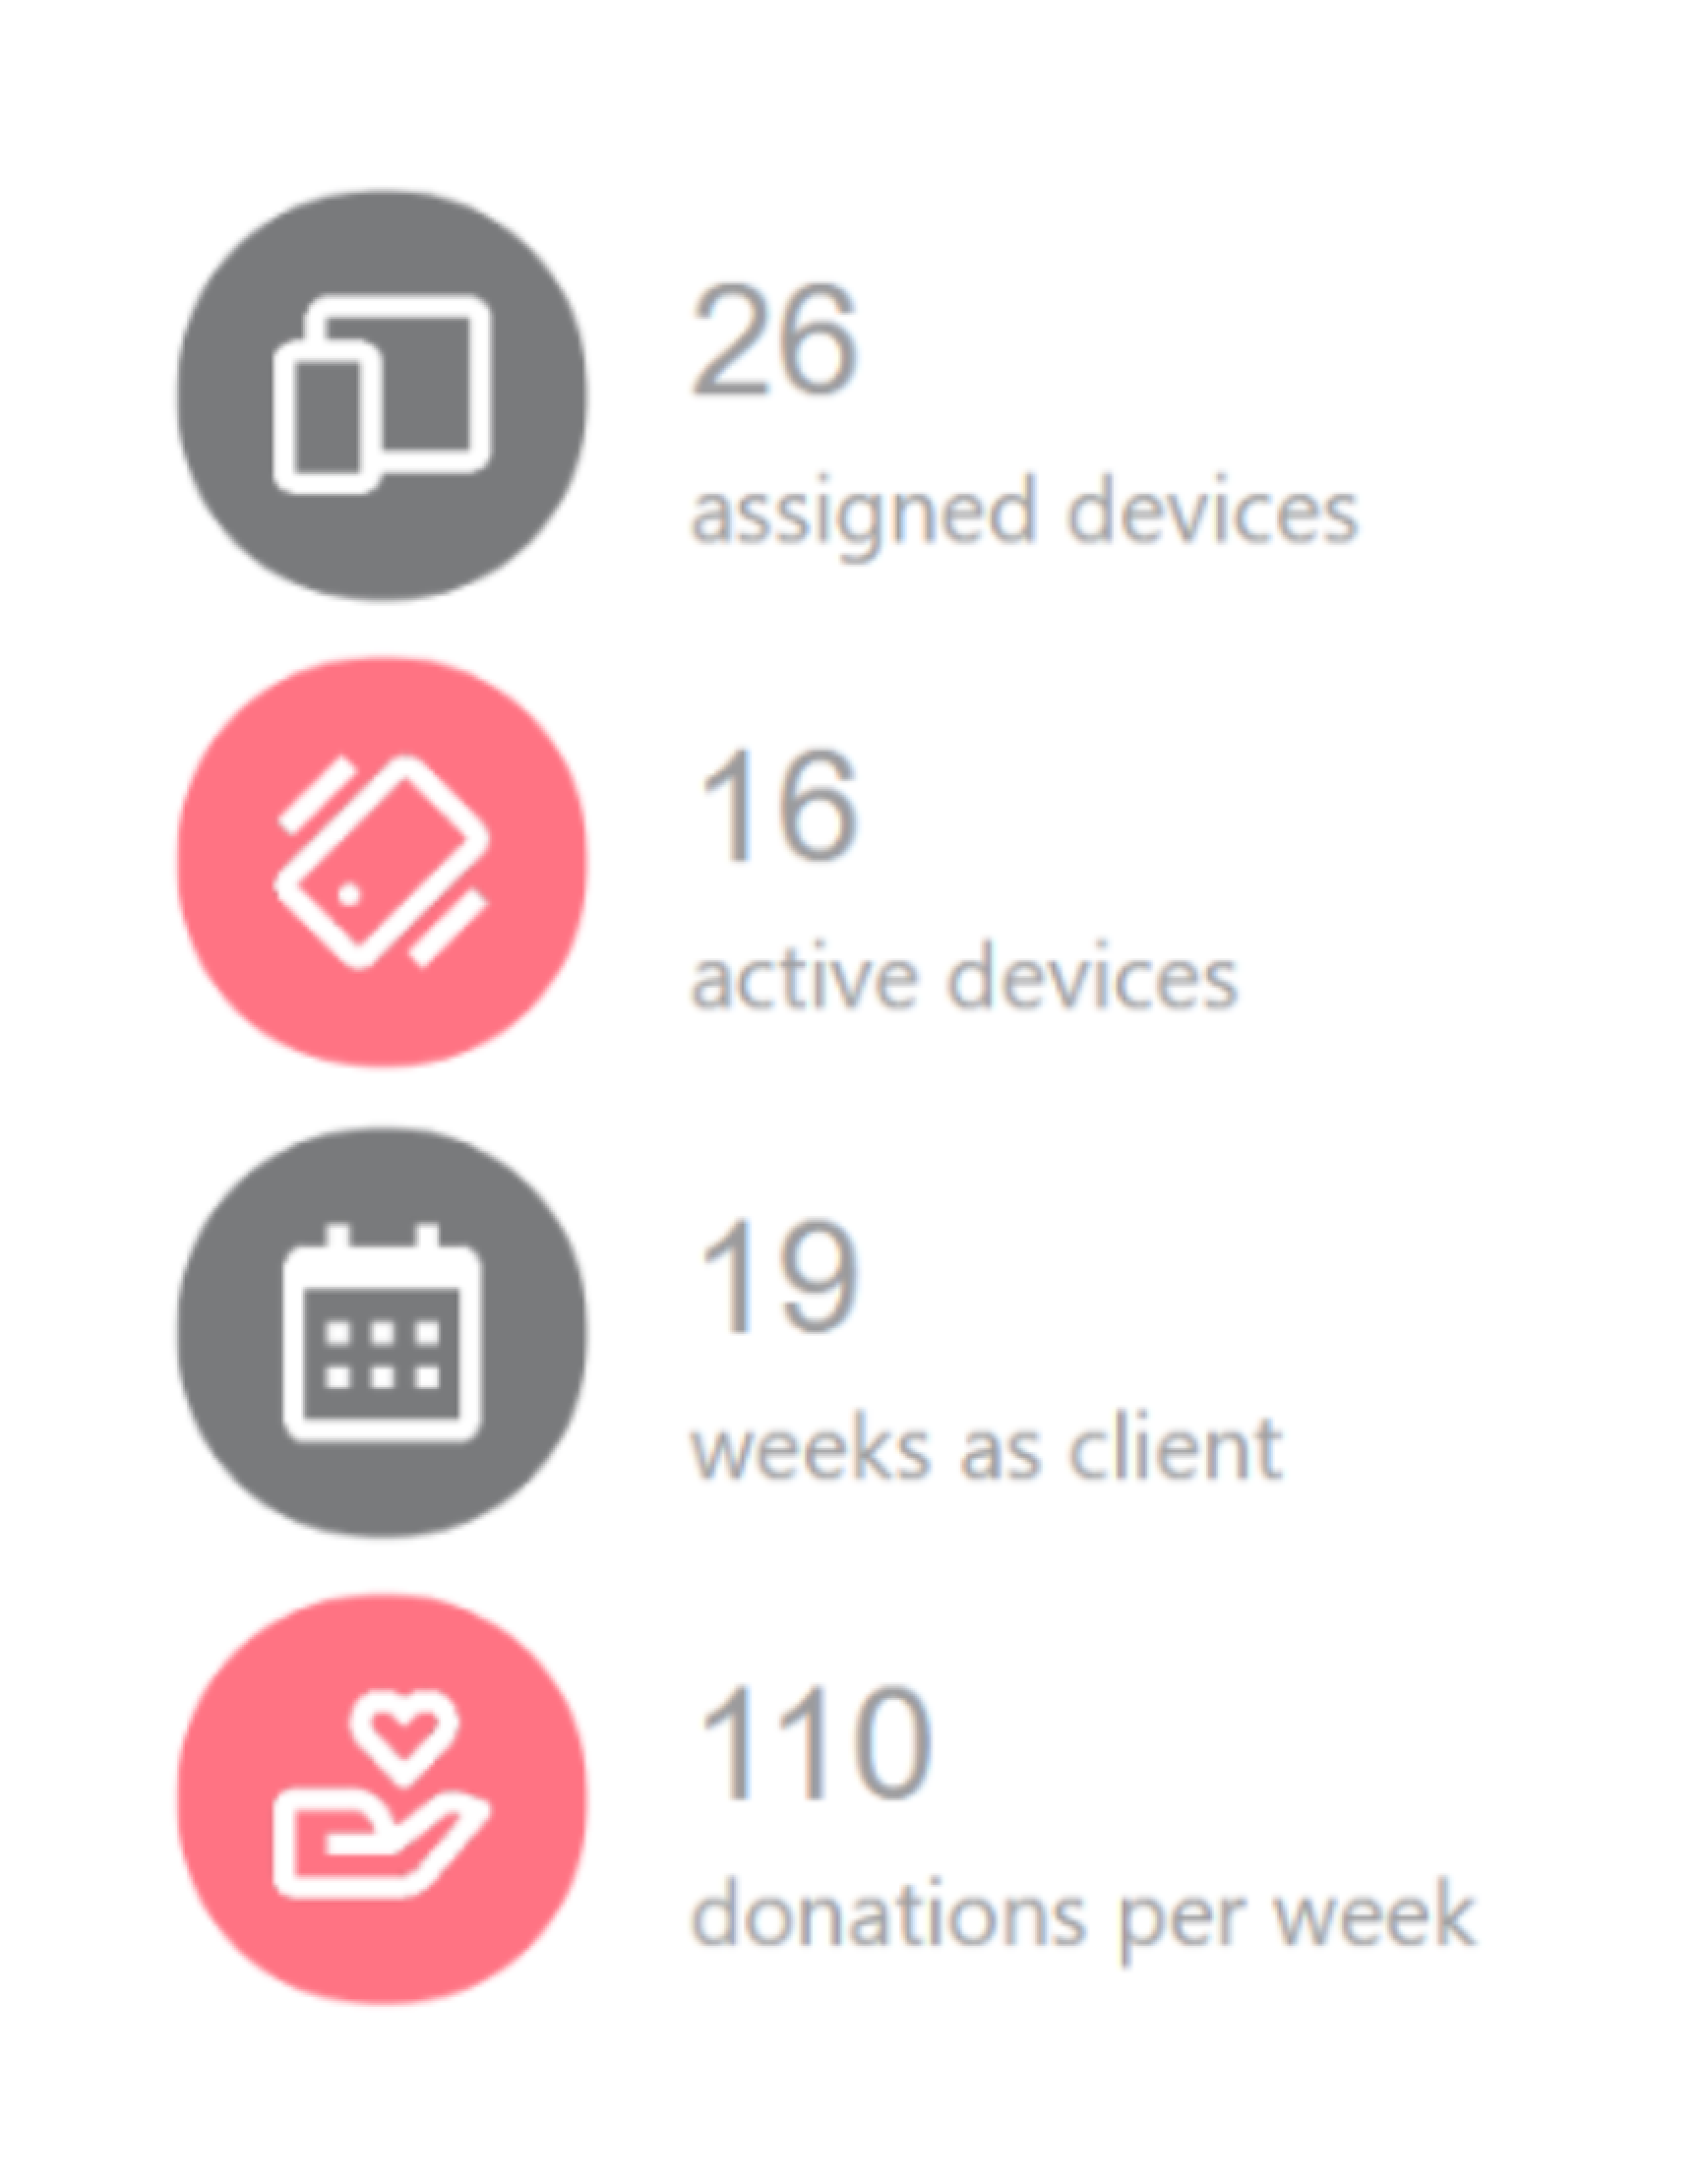 26
assigned devices
16
active devices
19
weeks as client
110
donations per week